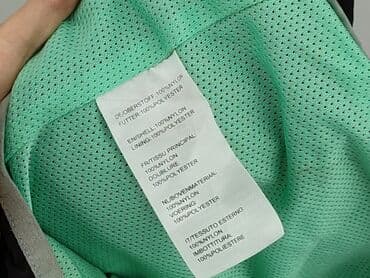 DE/OBERSTOFF:100%NYLON
FUTTER:100%POLYESTER
EN/SHELL:100%NYLON
LINING:100%POLYESTER
FR/TISSU PRINCIPAL
100%NYLON
DOUBLURE
100%POLYESTER
NL/BOVENMATERIA:
100%NYLON
VOERING
100%POLYESTER
IT/TESSUTO ESTERNO
100%NYLON
IMBOTTITURA
100%POLIESTERE